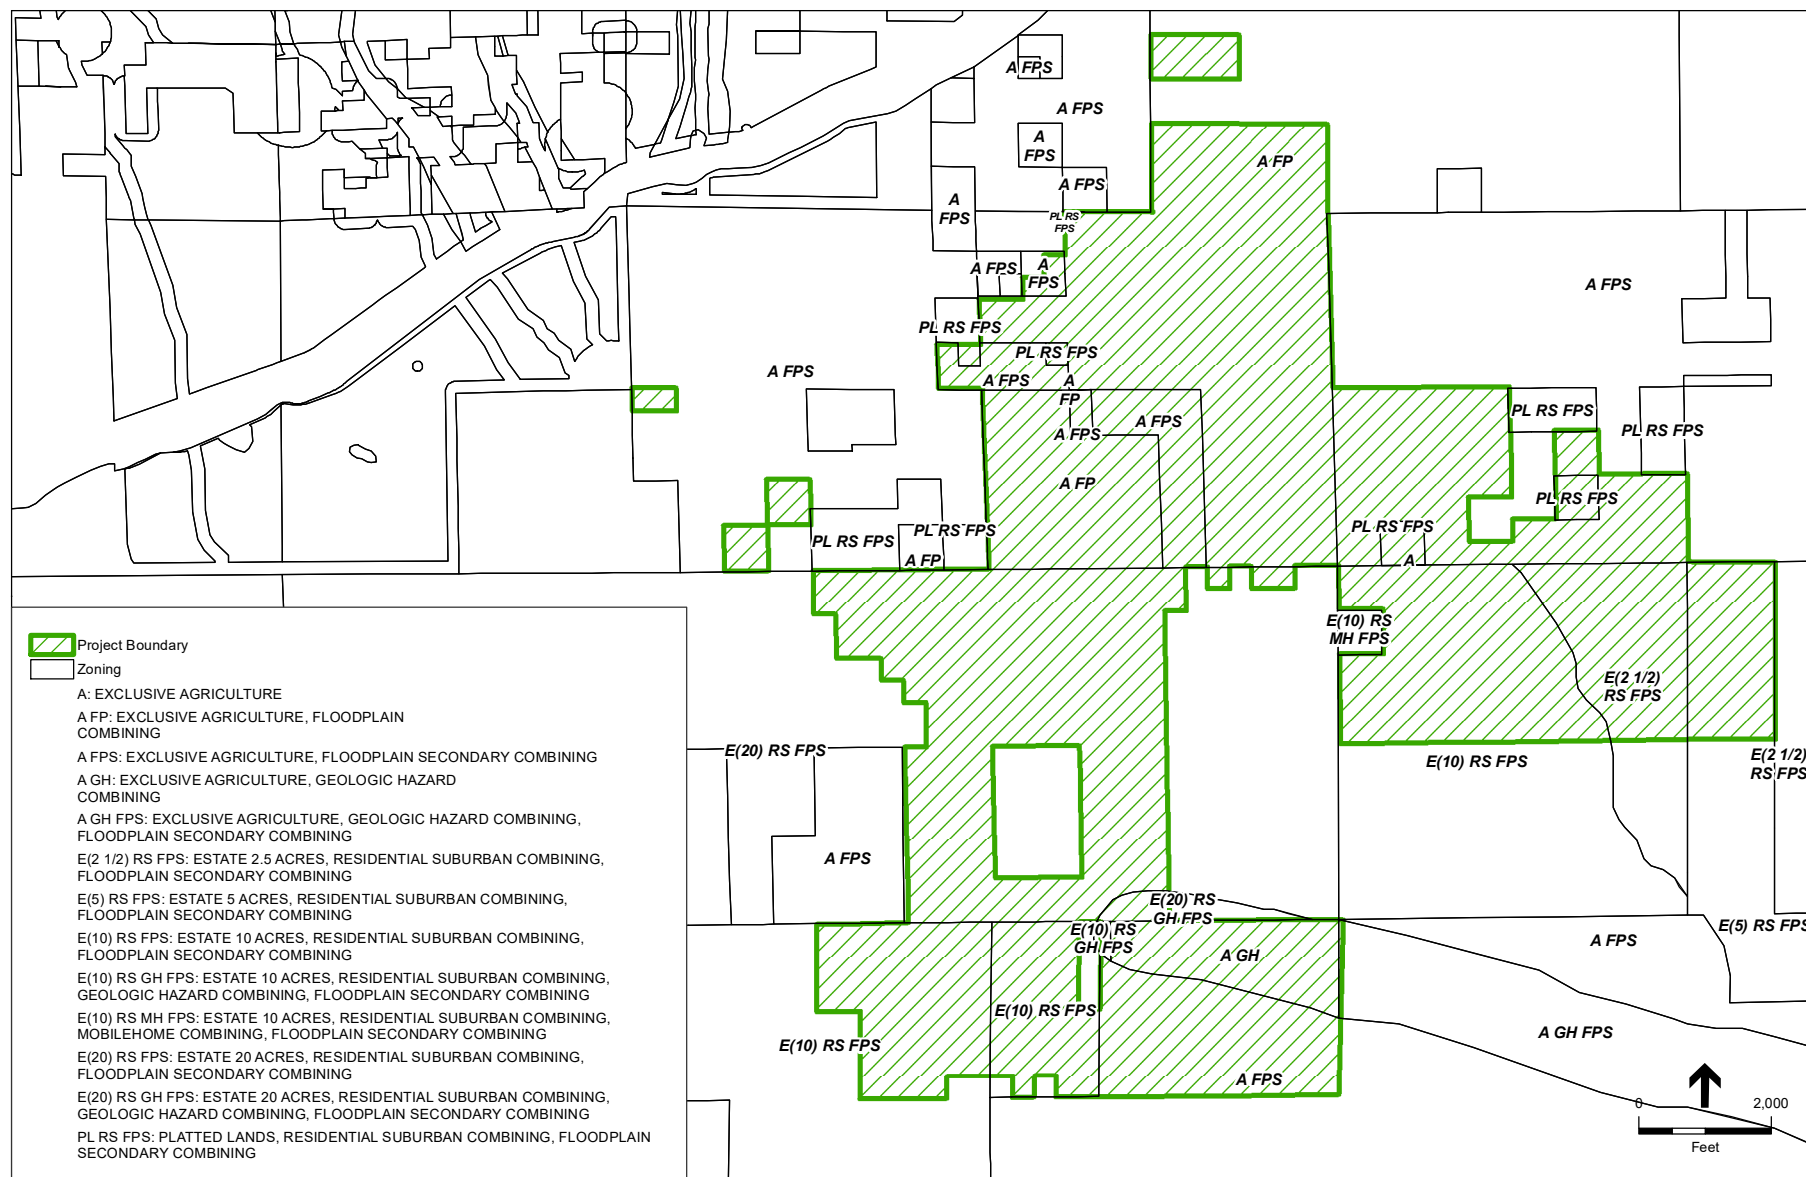 A FPS
A FPS
A
FPS
A FP
A FPS
A
FPS
PL RS
FPS
A FPS
A
FPS
A FPS
PL RS FPS
PL RS FPS
A FPS
A FPS
A
FP
A FPS
A FPS
PL RS FPS
PL RS FPS
A FP
PL RS FPS
PL RS FPS
PL RS FPS
PL RS FPS
A FP
A
E(10) RS
MH FPS
E(2 1/2)
RS FPS
E(20) RS FPS
E(10) RS FPS
E(2 1/2)
RS FPS
A FPS
E(20) RS
GH FPS
E(10) RS
GH FPS
A GH
A FPS
E(5) RS FPS
E(10) RS FPS
E(10) RS FPS
A GH FPS
A FPS
Project Boundary
Zoning
A: EXCLUSIVE AGRICULTURE
A FP: EXCLUSIVE AGRICULTURE, FLOODPLAIN
COMBINING
A FPS: EXCLUSIVE AGRICULTURE, FLOODPLAIN SECONDARY COMBINING
A GH: EXCLUSIVE AGRICULTURE, GEOLOGIC HAZARD
COMBINING
A GH FPS: EXCLUSIVE AGRICULTURE, GEOLOGIC HAZARD COMBINING,
FLOODPLAIN SECONDARY COMBINING
E(2 1/2) RS FPS: ESTATE 2.5 ACRES, RESIDENTIAL SUBURBAN COMBINING,
FLOODPLAIN SECONDARY COMBINING
E(5) RS FPS: ESTATE 5 ACRES, RESIDENTIAL SUBURBAN COMBINING,
FLOODPLAIN SECONDARY COMBINING
E(10) RS FPS: ESTATE 10 ACRES, RESIDENTIAL SUBURBAN COMBINING,
FLOODPLAIN SECONDARY COMBINING
E(10) RS GH FPS: ESTATE 10 ACRES, RESIDENTIAL SUBURBAN COMBINING,
GEOLOGIC HAZARD COMBINING, FLOODPLAIN SECONDARY COMBINING
E(10) RS MH FPS: ESTATE 10 ACRES, RESIDENTIAL SUBURBAN COMBINING,
MOBILEHOME COMBINING, FLOODPLAIN SECONDARY COMBINING
E(20) RS FPS: ESTATE 20 ACRES, RESIDENTIAL SUBURBAN COMBINING,
FLOODPLAIN SECONDARY COMBINING
E(20) RS GH FPS: ESTATE 20 ACRES, RESIDENTIAL SUBURBAN COMBINING,
GEOLOGIC HAZARD COMBINING, FLOODPLAIN SECONDARY COMBINING
PL RS FPS: PLATTED LANDS, RESIDENTIAL SUBURBAN COMBINING, FLOODPLAIN
SECONDARY COMBINING
0 2,000
Feet